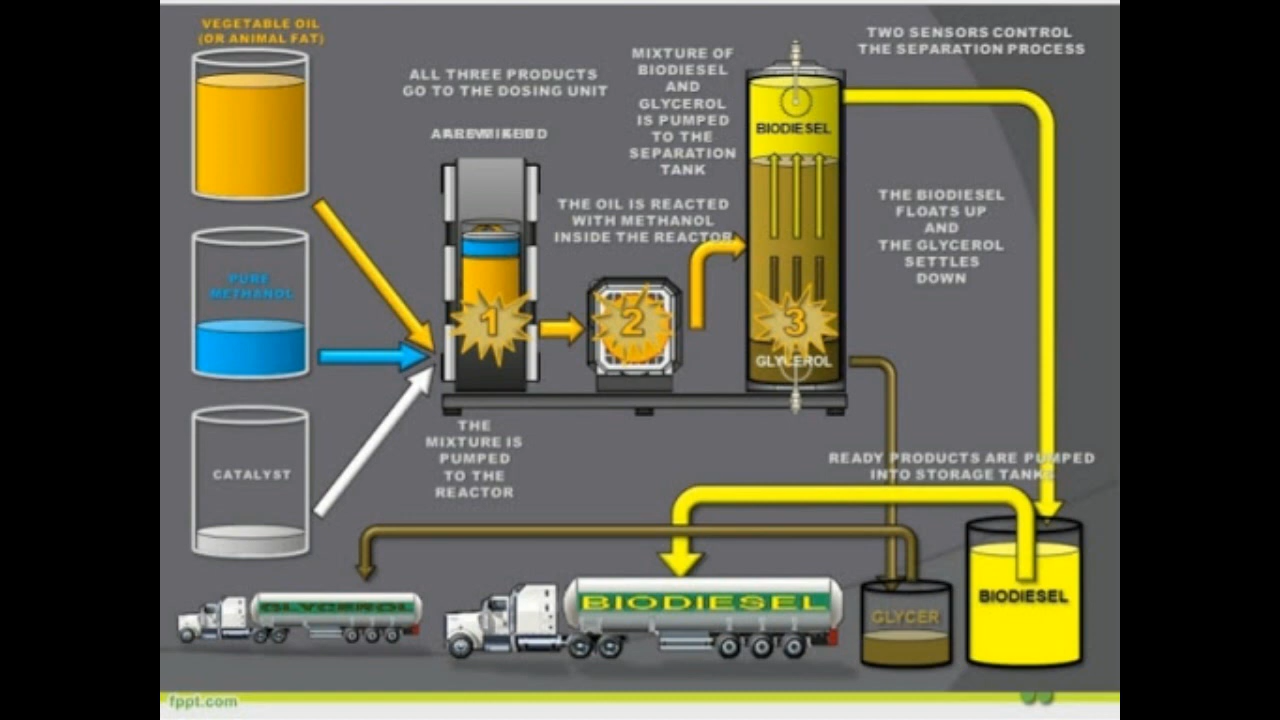 VEGETABLE OIL
(OR ANIMAL FAT)
PURE
METHANOL
CATALYST
ALL THREE PRODUCTS
GO TO THE DOSING UNIT
1
THE
MIXTURE IS
PUMPED
TO THE
REACTOR
THE OIL IS REACTED
WITH METHANOL
INSIDE THE REACTOR
2
MIXTURE OF
BIODIESEL
AND
GLYCEROL
IS PUMPED
TO THE
SEPARATION
TANK
BIODIESEL
3
GLYCEROL
TWO SENSORS CONTROL
THE SEPARATION PROCESS
THE BIODIESEL
FLOATS UP
AND
THE GLYCEROL
SETTLES
DOWN
READY PRODUCTS ARE PUMPED
INTO STORAGE TANKS
GLYCEROL
BIODIESEL
GLYCER
BIODIESEL
fppt.com